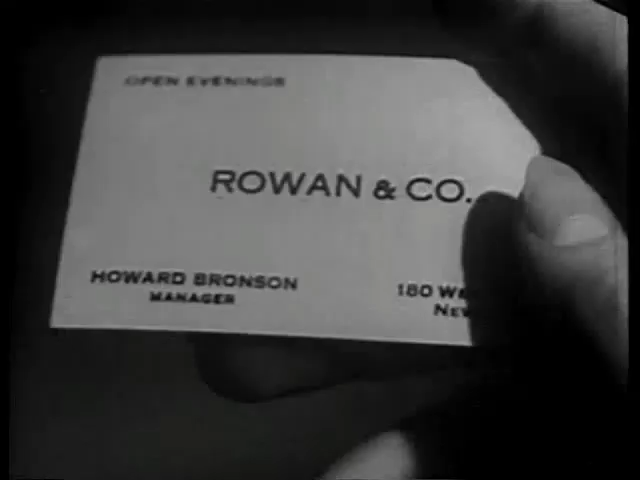 OPEN EVENINGS
ROWAN & CO.
HOWARD BRONSON
MANAGER
180